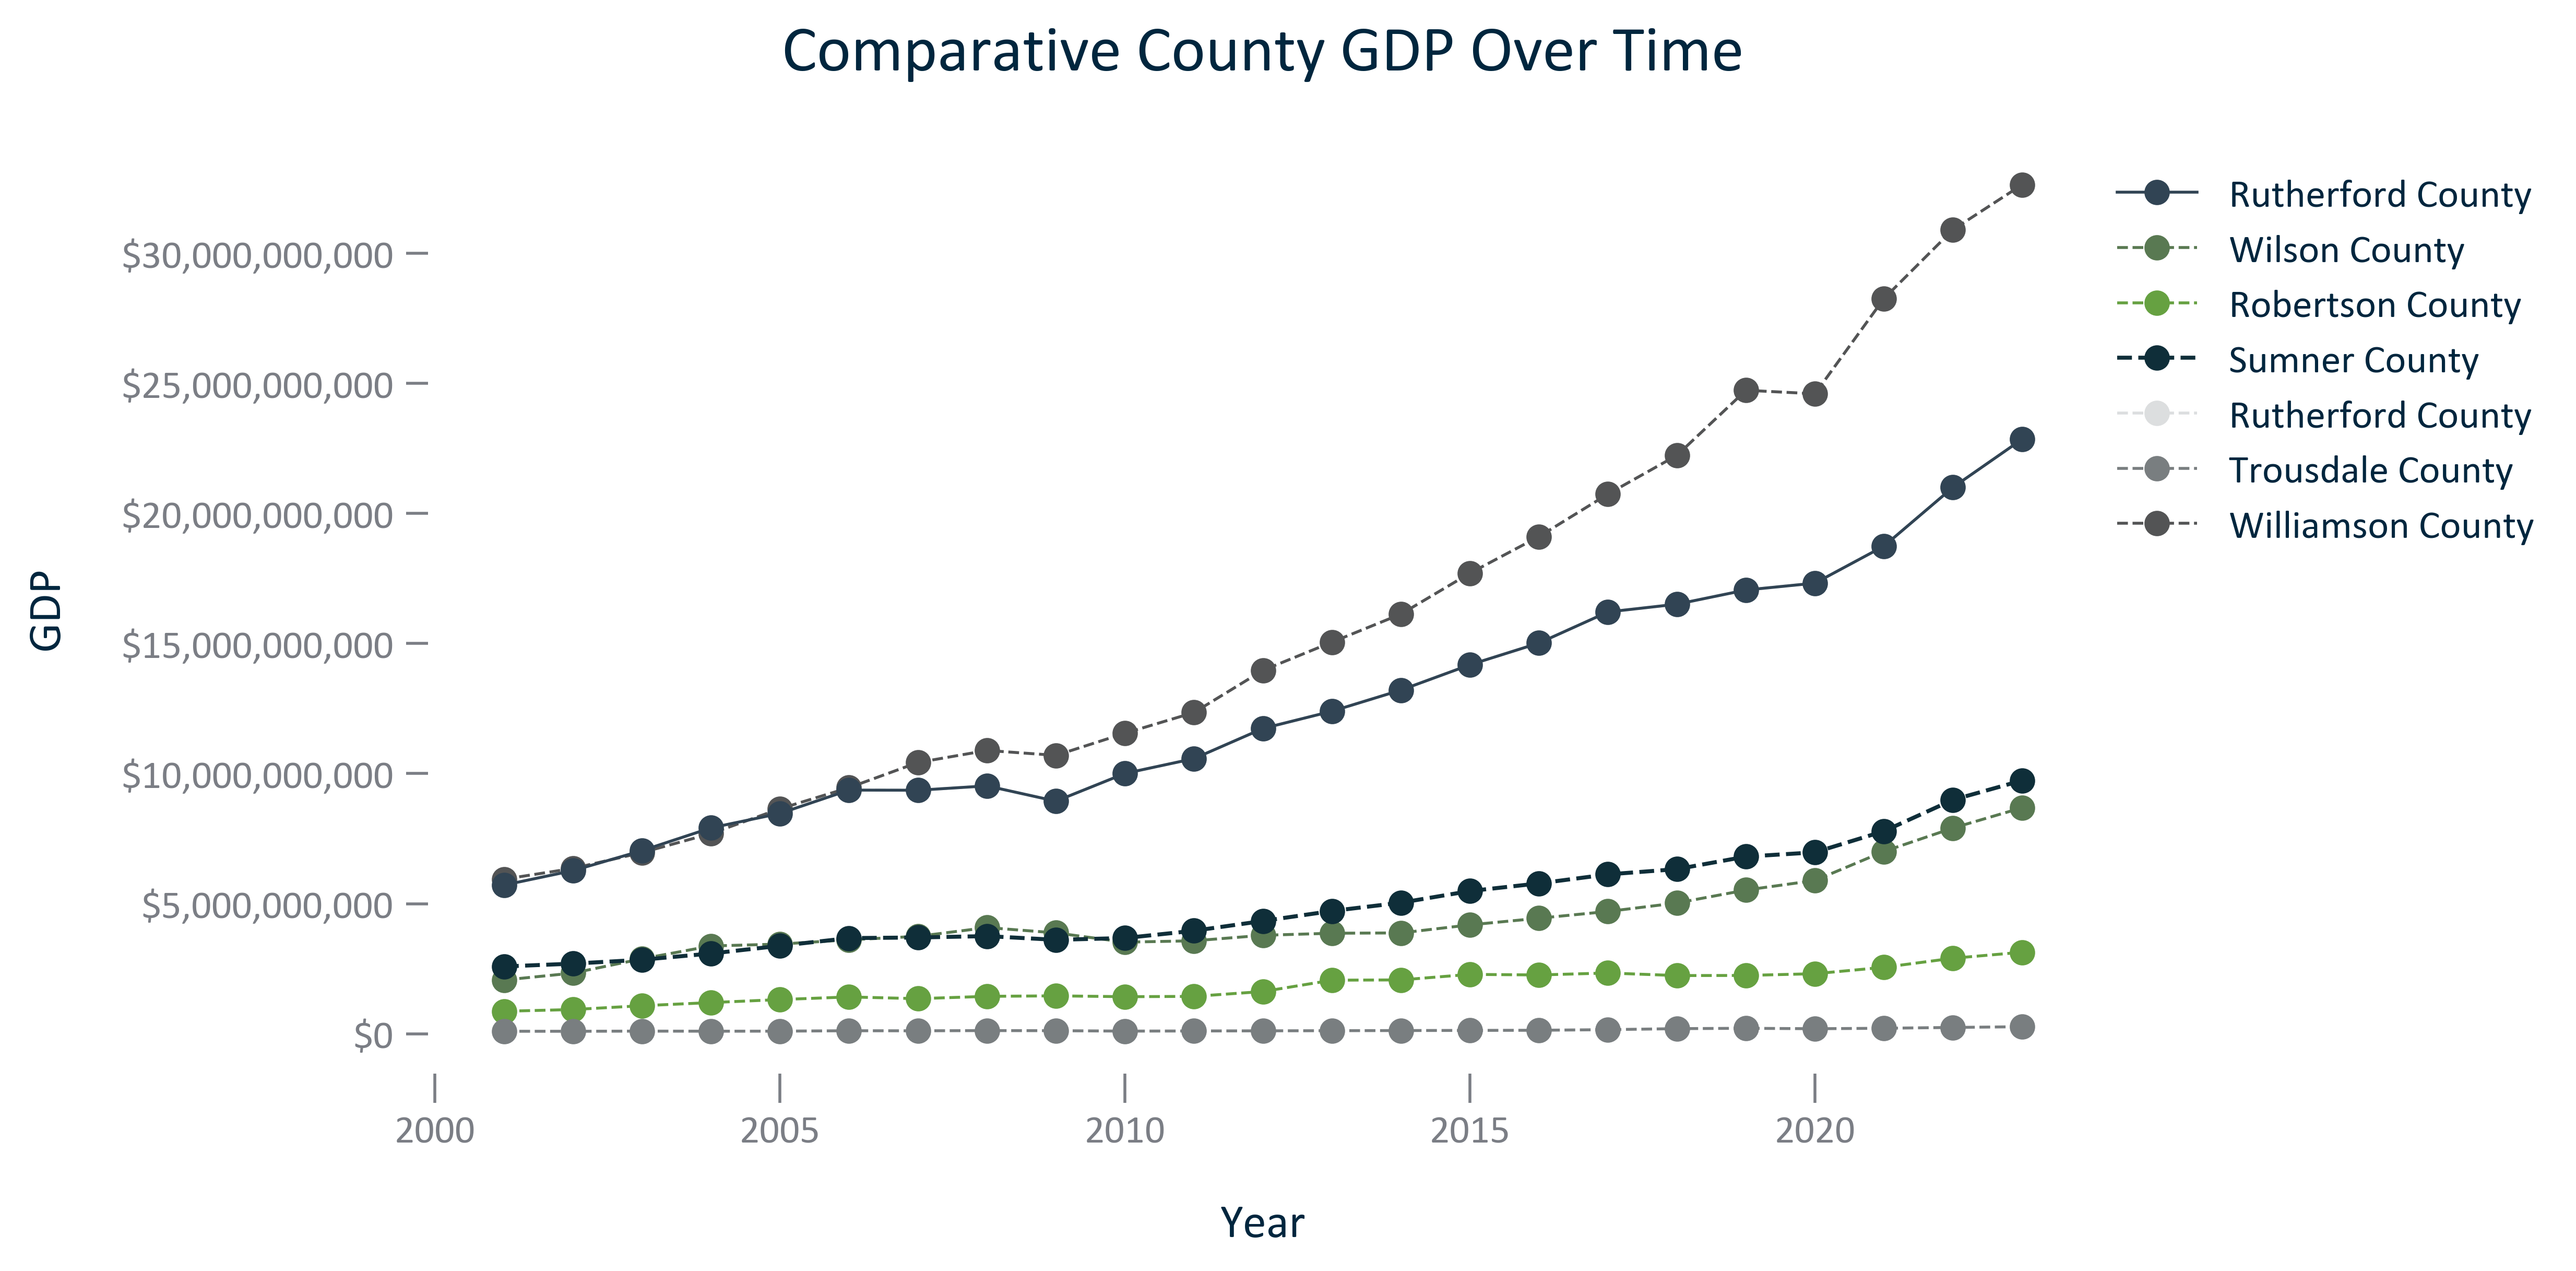 Comparative County GDP Over Time
Rutherford County
Wilson County
Robertson County
Sumner County
Rutherford County
Trousdale County
Williamson County
GDP
$30,000,000,000
$25,000,000,000
$20,000,000,000
$15,000,000,000
$10,000,000,000
$5,000,000,000
$0
2000 2005 2010 2015 2020
Year